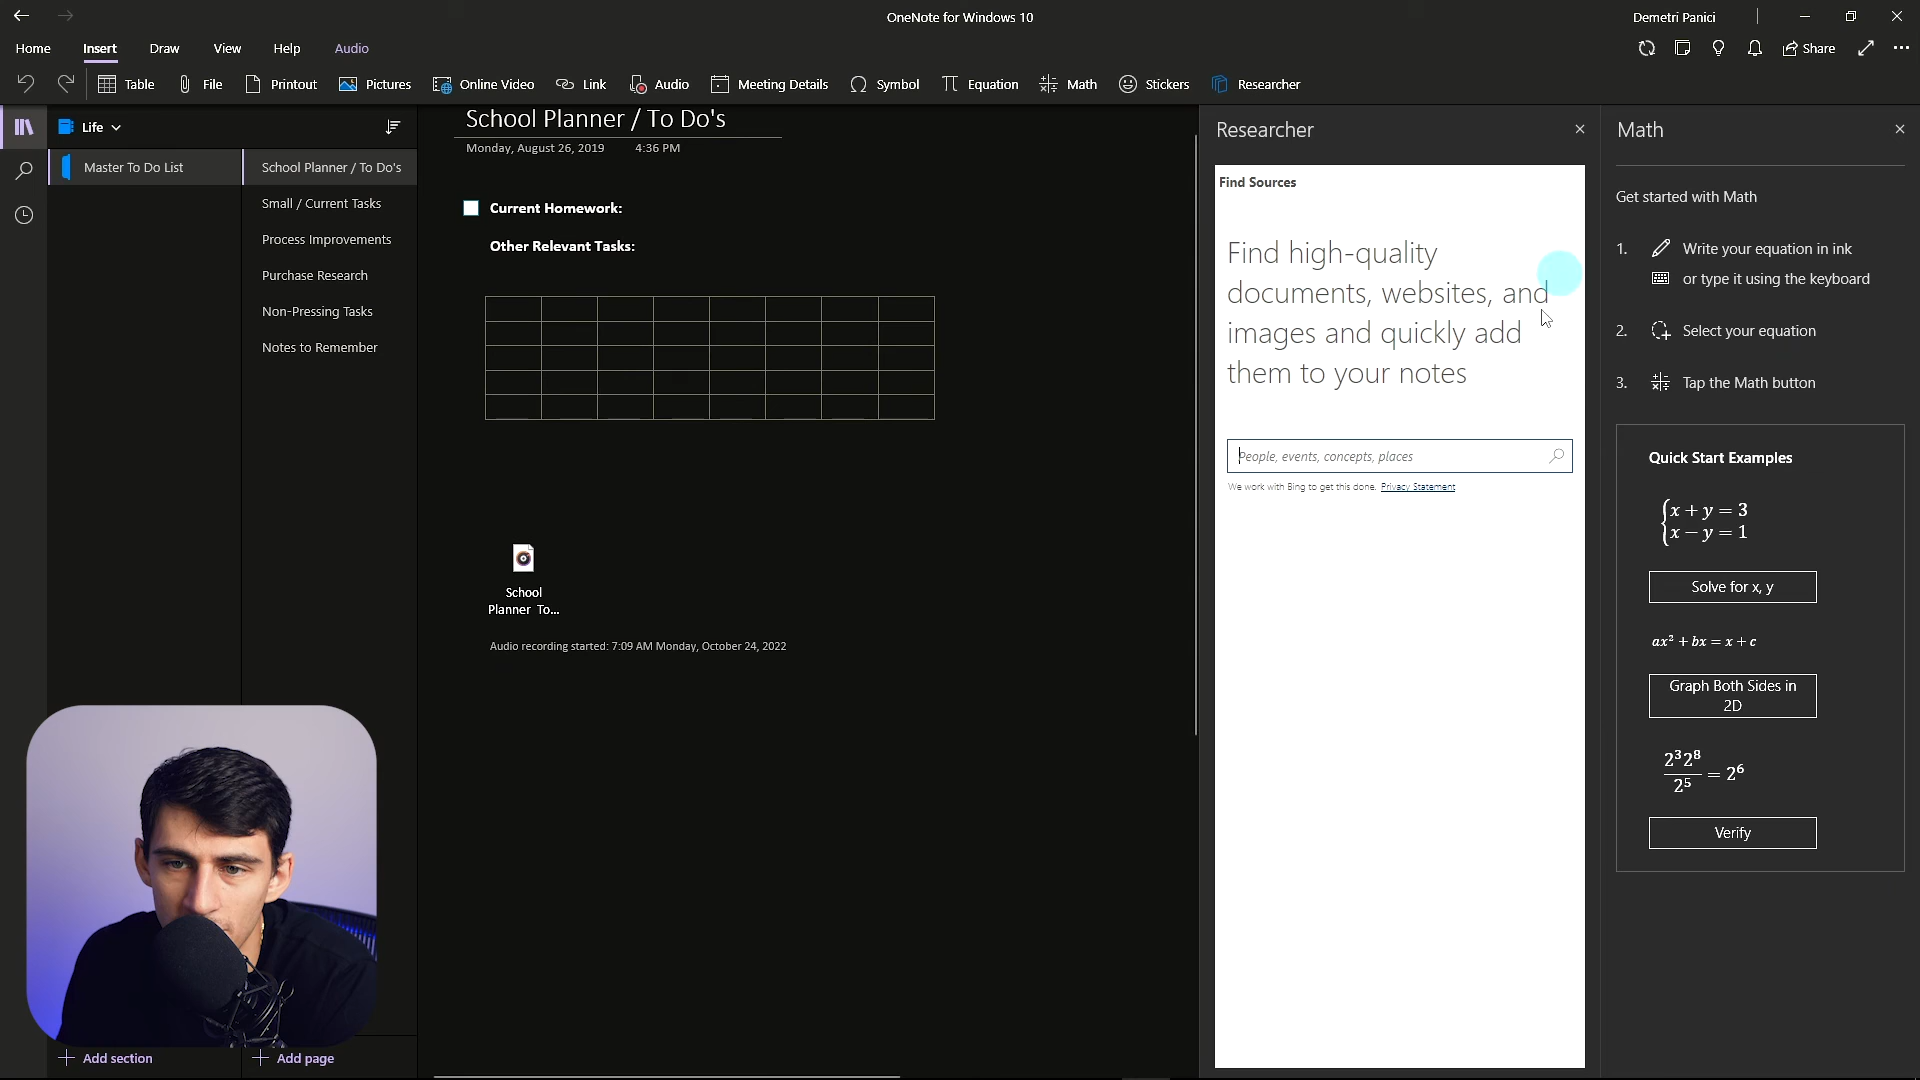 OneNote for Windows 10
Demetri Panici
Home
Insert
Draw
View
Help
Audio
Share
Table
File
Printout
Pictures
Online Video
Link
Audio
Meeting Details
Symbol
Equation
Math
Stickers
Researcher
Life
Master To Do List
School Planner / To Do's
Small / Current Tasks
Process Improvements
Purchase Research
Non-Pressing Tasks
Notes to Remember
Add section
Add page
School Planner / To Do's
Monday, August 26, 2019 4:36 PM
Current Homework:
Other Relevant Tasks:
School
Planner To...
Audio recording started: 7:09 AM Monday, October 24, 2022
Researcher
Find Sources
Find high-quality
documents, websites, and
images and quickly add
them to your notes
People, events, concepts, places
We work with Bing to get this done. Privacy Statement
Math
Get started with Math
1. Write your equation in ink
or type it using the keyboard
2. Select your equation
3. Tap the Math button
Quick Start Examples
x + y = 3
x − y = 1
Solve for x, y
ax² + bx = x + c
Graph Both Sides in
2D
2³2⁸
2⁵ = 2⁶
Verify